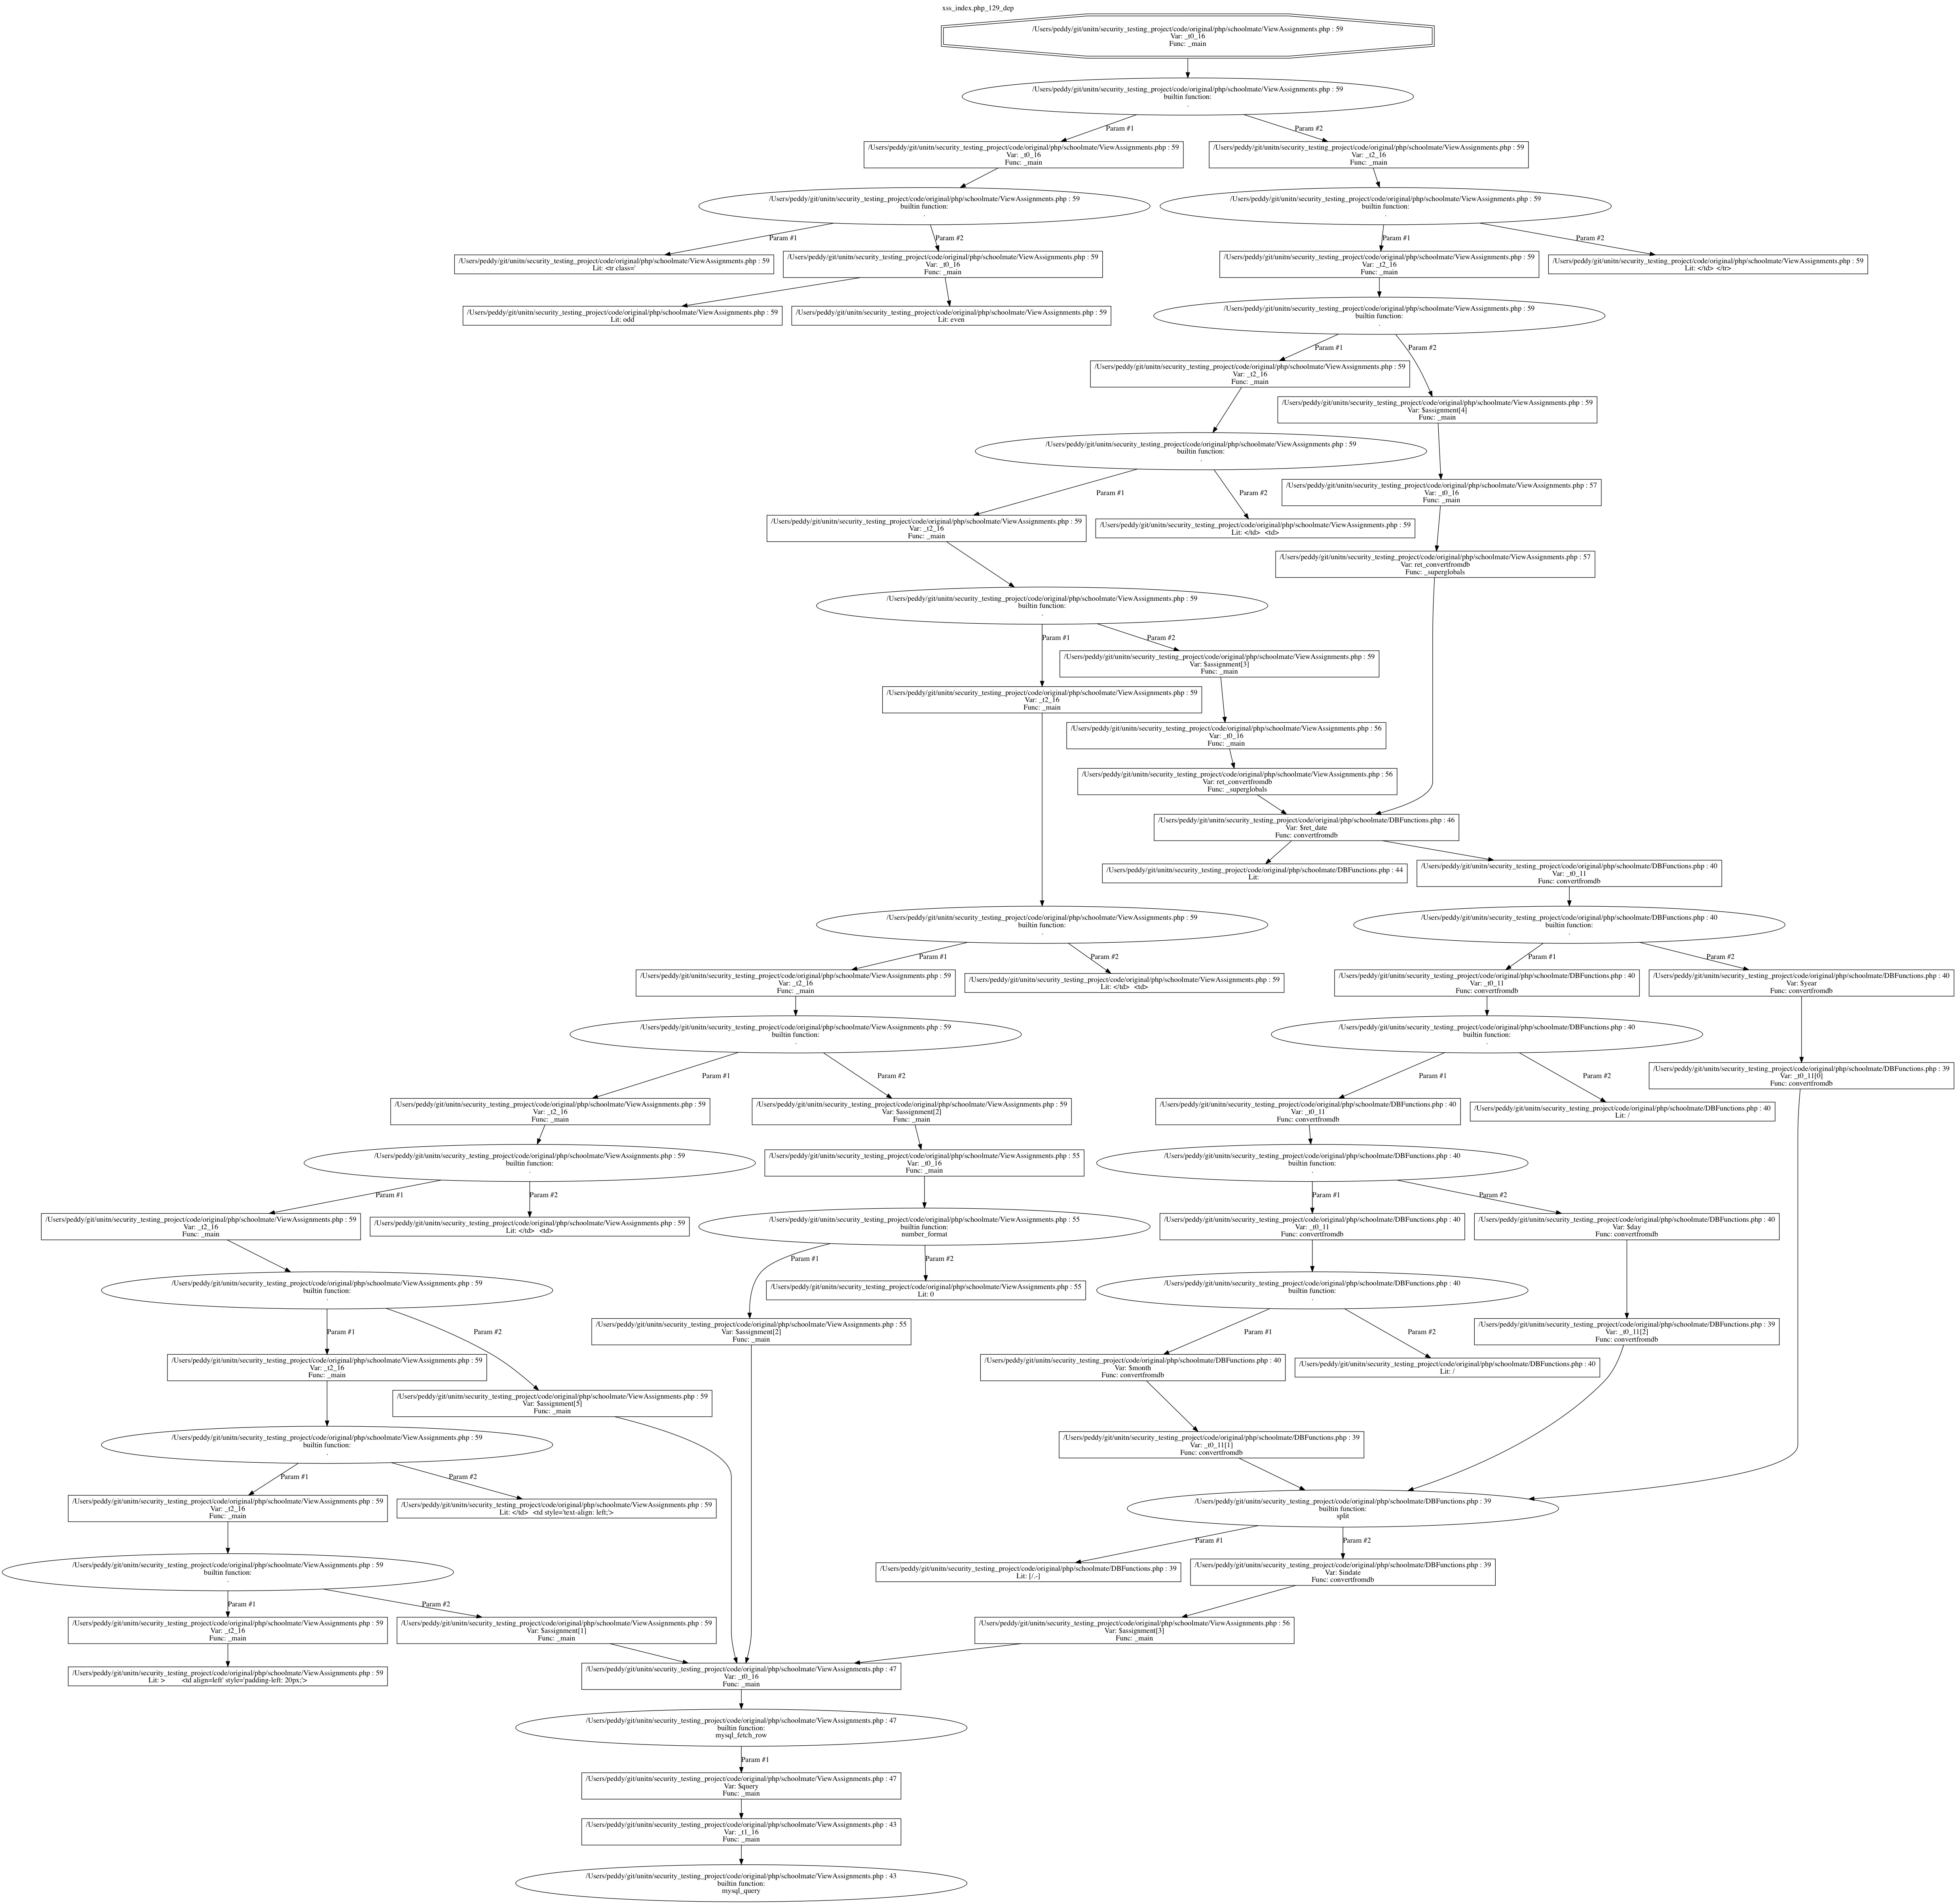 xss_index.php_129_dep
/Users/peddy/git/unitn/security_testing_project/code/original/php/schoolmate/ViewAssignments.php : 59
Var: _t0_16
Func: _main
/Users/peddy/git/unitn/security_testing_project/code/original/php/schoolmate/ViewAssignments.php : 59
builtin function:
.
Param #1
Param #2
/Users/peddy/git/unitn/security_testing_project/code/original/php/schoolmate/ViewAssignments.php : 59
Var: _t0_16
Func: _main
/Users/peddy/git/unitn/security_testing_project/code/original/php/schoolmate/ViewAssignments.php : 59
Var: _t2_16
Func: _main
/Users/peddy/git/unitn/security_testing_project/code/original/php/schoolmate/ViewAssignments.php : 59
builtin function:
.
/Users/peddy/git/unitn/security_testing_project/code/original/php/schoolmate/ViewAssignments.php : 59
builtin function:
.
Param #1
Param #2
Param #1
Param #2
/Users/peddy/git/unitn/security_testing_project/code/original/php/schoolmate/ViewAssignments.php : 59
Lit: <tr class='
/Users/peddy/git/unitn/security_testing_project/code/original/php/schoolmate/ViewAssignments.php : 59
Var: _t0_16
Func: _main
/Users/peddy/git/unitn/security_testing_project/code/original/php/schoolmate/ViewAssignments.php : 59
Var: _t2_16
Func: _main
/Users/peddy/git/unitn/security_testing_project/code/original/php/schoolmate/ViewAssignments.php : 59
Lit: </td> </tr>
/Users/peddy/git/unitn/security_testing_project/code/original/php/schoolmate/ViewAssignments.php : 59
Lit: odd
/Users/peddy/git/unitn/security_testing_project/code/original/php/schoolmate/ViewAssignments.php : 59
Lit: even
/Users/peddy/git/unitn/security_testing_project/code/original/php/schoolmate/ViewAssignments.php : 59
builtin function:
.
Param #1
Param #2
/Users/peddy/git/unitn/security_testing_project/code/original/php/schoolmate/ViewAssignments.php : 59
Var: _t2_16
Func: _main
/Users/peddy/git/unitn/security_testing_project/code/original/php/schoolmate/ViewAssignments.php : 59
Var: $assignment[4]
Func: _main
/Users/peddy/git/unitn/security_testing_project/code/original/php/schoolmate/ViewAssignments.php : 59
builtin function:
.
Param #1
Param #2
/Users/peddy/git/unitn/security_testing_project/code/original/php/schoolmate/ViewAssignments.php : 57
Var: _t0_16
Func: _main
/Users/peddy/git/unitn/security_testing_project/code/original/php/schoolmate/ViewAssignments.php : 59
Var: _t2_16
Func: _main
/Users/peddy/git/unitn/security_testing_project/code/original/php/schoolmate/ViewAssignments.php : 59
Lit: </td> <td>
/Users/peddy/git/unitn/security_testing_project/code/original/php/schoolmate/ViewAssignments.php : 57
Var: ret_convertfromdb
Func: _superglobals
/Users/peddy/git/unitn/security_testing_project/code/original/php/schoolmate/ViewAssignments.php : 59
builtin function:
.
Param #1
Param #2
/Users/peddy/git/unitn/security_testing_project/code/original/php/schoolmate/ViewAssignments.php : 59
Var: $assignment[3]
Func: _main
/Users/peddy/git/unitn/security_testing_project/code/original/php/schoolmate/ViewAssignments.php : 59
Var: _t2_16
Func: _main
/Users/peddy/git/unitn/security_testing_project/code/original/php/schoolmate/ViewAssignments.php : 56
Var: _t0_16
Func: _main
/Users/peddy/git/unitn/security_testing_project/code/original/php/schoolmate/ViewAssignments.php : 56
Var: ret_convertfromdb
Func: _superglobals
/Users/peddy/git/unitn/security_testing_project/code/original/php/schoolmate/DBFunctions.php : 46
Var: $ret_date
Func: convertfromdb
/Users/peddy/git/unitn/security_testing_project/code/original/php/schoolmate/DBFunctions.php : 44
Lit:
/Users/peddy/git/unitn/security_testing_project/code/original/php/schoolmate/DBFunctions.php : 40
Var: _t0_11
Func: convertfromdb
/Users/peddy/git/unitn/security_testing_project/code/original/php/schoolmate/ViewAssignments.php : 59
builtin function:
.
/Users/peddy/git/unitn/security_testing_project/code/original/php/schoolmate/DBFunctions.php : 40
builtin function:
.
Param #1
Param #2
Param #1
Param #2
/Users/peddy/git/unitn/security_testing_project/code/original/php/schoolmate/ViewAssignments.php : 59
Var: _t2_16
Func: _main
/Users/peddy/git/unitn/security_testing_project/code/original/php/schoolmate/ViewAssignments.php : 59
Lit: </td> <td>
/Users/peddy/git/unitn/security_testing_project/code/original/php/schoolmate/DBFunctions.php : 40
Var: _t0_11
Func: convertfromdb
/Users/peddy/git/unitn/security_testing_project/code/original/php/schoolmate/DBFunctions.php : 40
Var: $year
Func: convertfromdb
/Users/peddy/git/unitn/security_testing_project/code/original/php/schoolmate/ViewAssignments.php : 59
builtin function:
.
/Users/peddy/git/unitn/security_testing_project/code/original/php/schoolmate/DBFunctions.php : 40
builtin function:
.
Param #1
Param #2
Param #1
Param #2
/Users/peddy/git/unitn/security_testing_project/code/original/php/schoolmate/DBFunctions.php : 39
Var: _t0_11[0]
Func: convertfromdb
/Users/peddy/git/unitn/security_testing_project/code/original/php/schoolmate/ViewAssignments.php : 59
Var: _t2_16
Func: _main
/Users/peddy/git/unitn/security_testing_project/code/original/php/schoolmate/ViewAssignments.php : 59
Var: $assignment[2]
Func: _main
/Users/peddy/git/unitn/security_testing_project/code/original/php/schoolmate/DBFunctions.php : 40
Var: _t0_11
Func: convertfromdb
/Users/peddy/git/unitn/security_testing_project/code/original/php/schoolmate/DBFunctions.php : 40
Lit: /
/Users/peddy/git/unitn/security_testing_project/code/original/php/schoolmate/ViewAssignments.php : 59
builtin function:
.
/Users/peddy/git/unitn/security_testing_project/code/original/php/schoolmate/ViewAssignments.php : 55
Var: _t0_16
Func: _main
/Users/peddy/git/unitn/security_testing_project/code/original/php/schoolmate/DBFunctions.php : 40
builtin function:
.
Param #1
Param #2
Param #1
Param #2
/Users/peddy/git/unitn/security_testing_project/code/original/php/schoolmate/ViewAssignments.php : 59
Var: _t2_16
Func: _main
/Users/peddy/git/unitn/security_testing_project/code/original/php/schoolmate/ViewAssignments.php : 59
Lit: </td> <td>
/Users/peddy/git/unitn/security_testing_project/code/original/php/schoolmate/ViewAssignments.php : 55
builtin function:
number_format
/Users/peddy/git/unitn/security_testing_project/code/original/php/schoolmate/DBFunctions.php : 40
Var: _t0_11
Func: convertfromdb
/Users/peddy/git/unitn/security_testing_project/code/original/php/schoolmate/DBFunctions.php : 40
Var: $day
Func: convertfromdb
Param #1
Param #2
/Users/peddy/git/unitn/security_testing_project/code/original/php/schoolmate/ViewAssignments.php : 59
builtin function:
.
/Users/peddy/git/unitn/security_testing_project/code/original/php/schoolmate/ViewAssignments.php : 55
Lit: 0
/Users/peddy/git/unitn/security_testing_project/code/original/php/schoolmate/DBFunctions.php : 40
builtin function:
.
Param #1
Param #2
/Users/peddy/git/unitn/security_testing_project/code/original/php/schoolmate/ViewAssignments.php : 55
Var: $assignment[2]
Func: _main
Param #1
Param #2
/Users/peddy/git/unitn/security_testing_project/code/original/php/schoolmate/DBFunctions.php : 39
Var: _t0_11[2]
Func: convertfromdb
/Users/peddy/git/unitn/security_testing_project/code/original/php/schoolmate/ViewAssignments.php : 59
Var: _t2_16
Func: _main
/Users/peddy/git/unitn/security_testing_project/code/original/php/schoolmate/DBFunctions.php : 40
Var: $month
Func: convertfromdb
/Users/peddy/git/unitn/security_testing_project/code/original/php/schoolmate/DBFunctions.php : 40
Lit: /
/Users/peddy/git/unitn/security_testing_project/code/original/php/schoolmate/ViewAssignments.php : 59
Var: $assignment[5]
Func: _main
/Users/peddy/git/unitn/security_testing_project/code/original/php/schoolmate/ViewAssignments.php : 59
builtin function:
.
/Users/peddy/git/unitn/security_testing_project/code/original/php/schoolmate/DBFunctions.php : 39
Var: _t0_11[1]
Func: convertfromdb
Param #1
Param #2
/Users/peddy/git/unitn/security_testing_project/code/original/php/schoolmate/ViewAssignments.php : 59
Var: _t2_16
Func: _main
/Users/peddy/git/unitn/security_testing_project/code/original/php/schoolmate/ViewAssignments.php : 59
Lit: </td> <td style='text-align: left;'>
/Users/peddy/git/unitn/security_testing_project/code/original/php/schoolmate/DBFunctions.php : 39
builtin function:
split
Param #1
Param #2
/Users/peddy/git/unitn/security_testing_project/code/original/php/schoolmate/ViewAssignments.php : 59
builtin function:
.
/Users/peddy/git/unitn/security_testing_project/code/original/php/schoolmate/DBFunctions.php : 39
Lit: [/.-]
/Users/peddy/git/unitn/security_testing_project/code/original/php/schoolmate/DBFunctions.php : 39
Var: $indate
Func: convertfromdb
Param #1
Param #2
/Users/peddy/git/unitn/security_testing_project/code/original/php/schoolmate/ViewAssignments.php : 59
Var: _t2_16
Func: _main
/Users/peddy/git/unitn/security_testing_project/code/original/php/schoolmate/ViewAssignments.php : 59
Var: $assignment[1]
Func: _main
/Users/peddy/git/unitn/security_testing_project/code/original/php/schoolmate/ViewAssignments.php : 56
Var: $assignment[3]
Func: _main
/Users/peddy/git/unitn/security_testing_project/code/original/php/schoolmate/ViewAssignments.php : 59
Lit: > <td align=left' style='padding-left: 20px;'>
/Users/peddy/git/unitn/security_testing_project/code/original/php/schoolmate/ViewAssignments.php : 47
Var: _t0_16
Func: _main
/Users/peddy/git/unitn/security_testing_project/code/original/php/schoolmate/ViewAssignments.php : 47
builtin function:
mysql_fetch_row
Param #1
/Users/peddy/git/unitn/security_testing_project/code/original/php/schoolmate/ViewAssignments.php : 47
Var: $query
Func: _main
/Users/peddy/git/unitn/security_testing_project/code/original/php/schoolmate/ViewAssignments.php : 43
Var: _t1_16
Func: _main
/Users/peddy/git/unitn/security_testing_project/code/original/php/schoolmate/ViewAssignments.php : 43
builtin function:
mysql_query